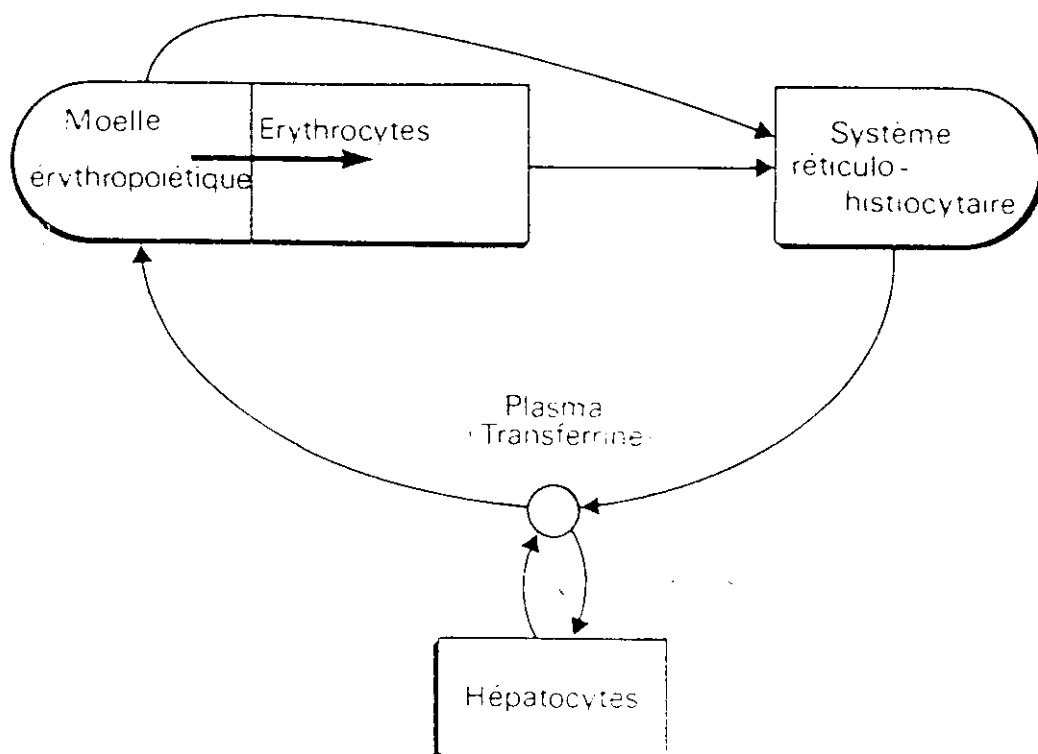 Moelle
érythropoïétique
Erythrocytes
Système
réticulo-
histiocytaire
Plasma
(Transferrine)
Hépatocytes